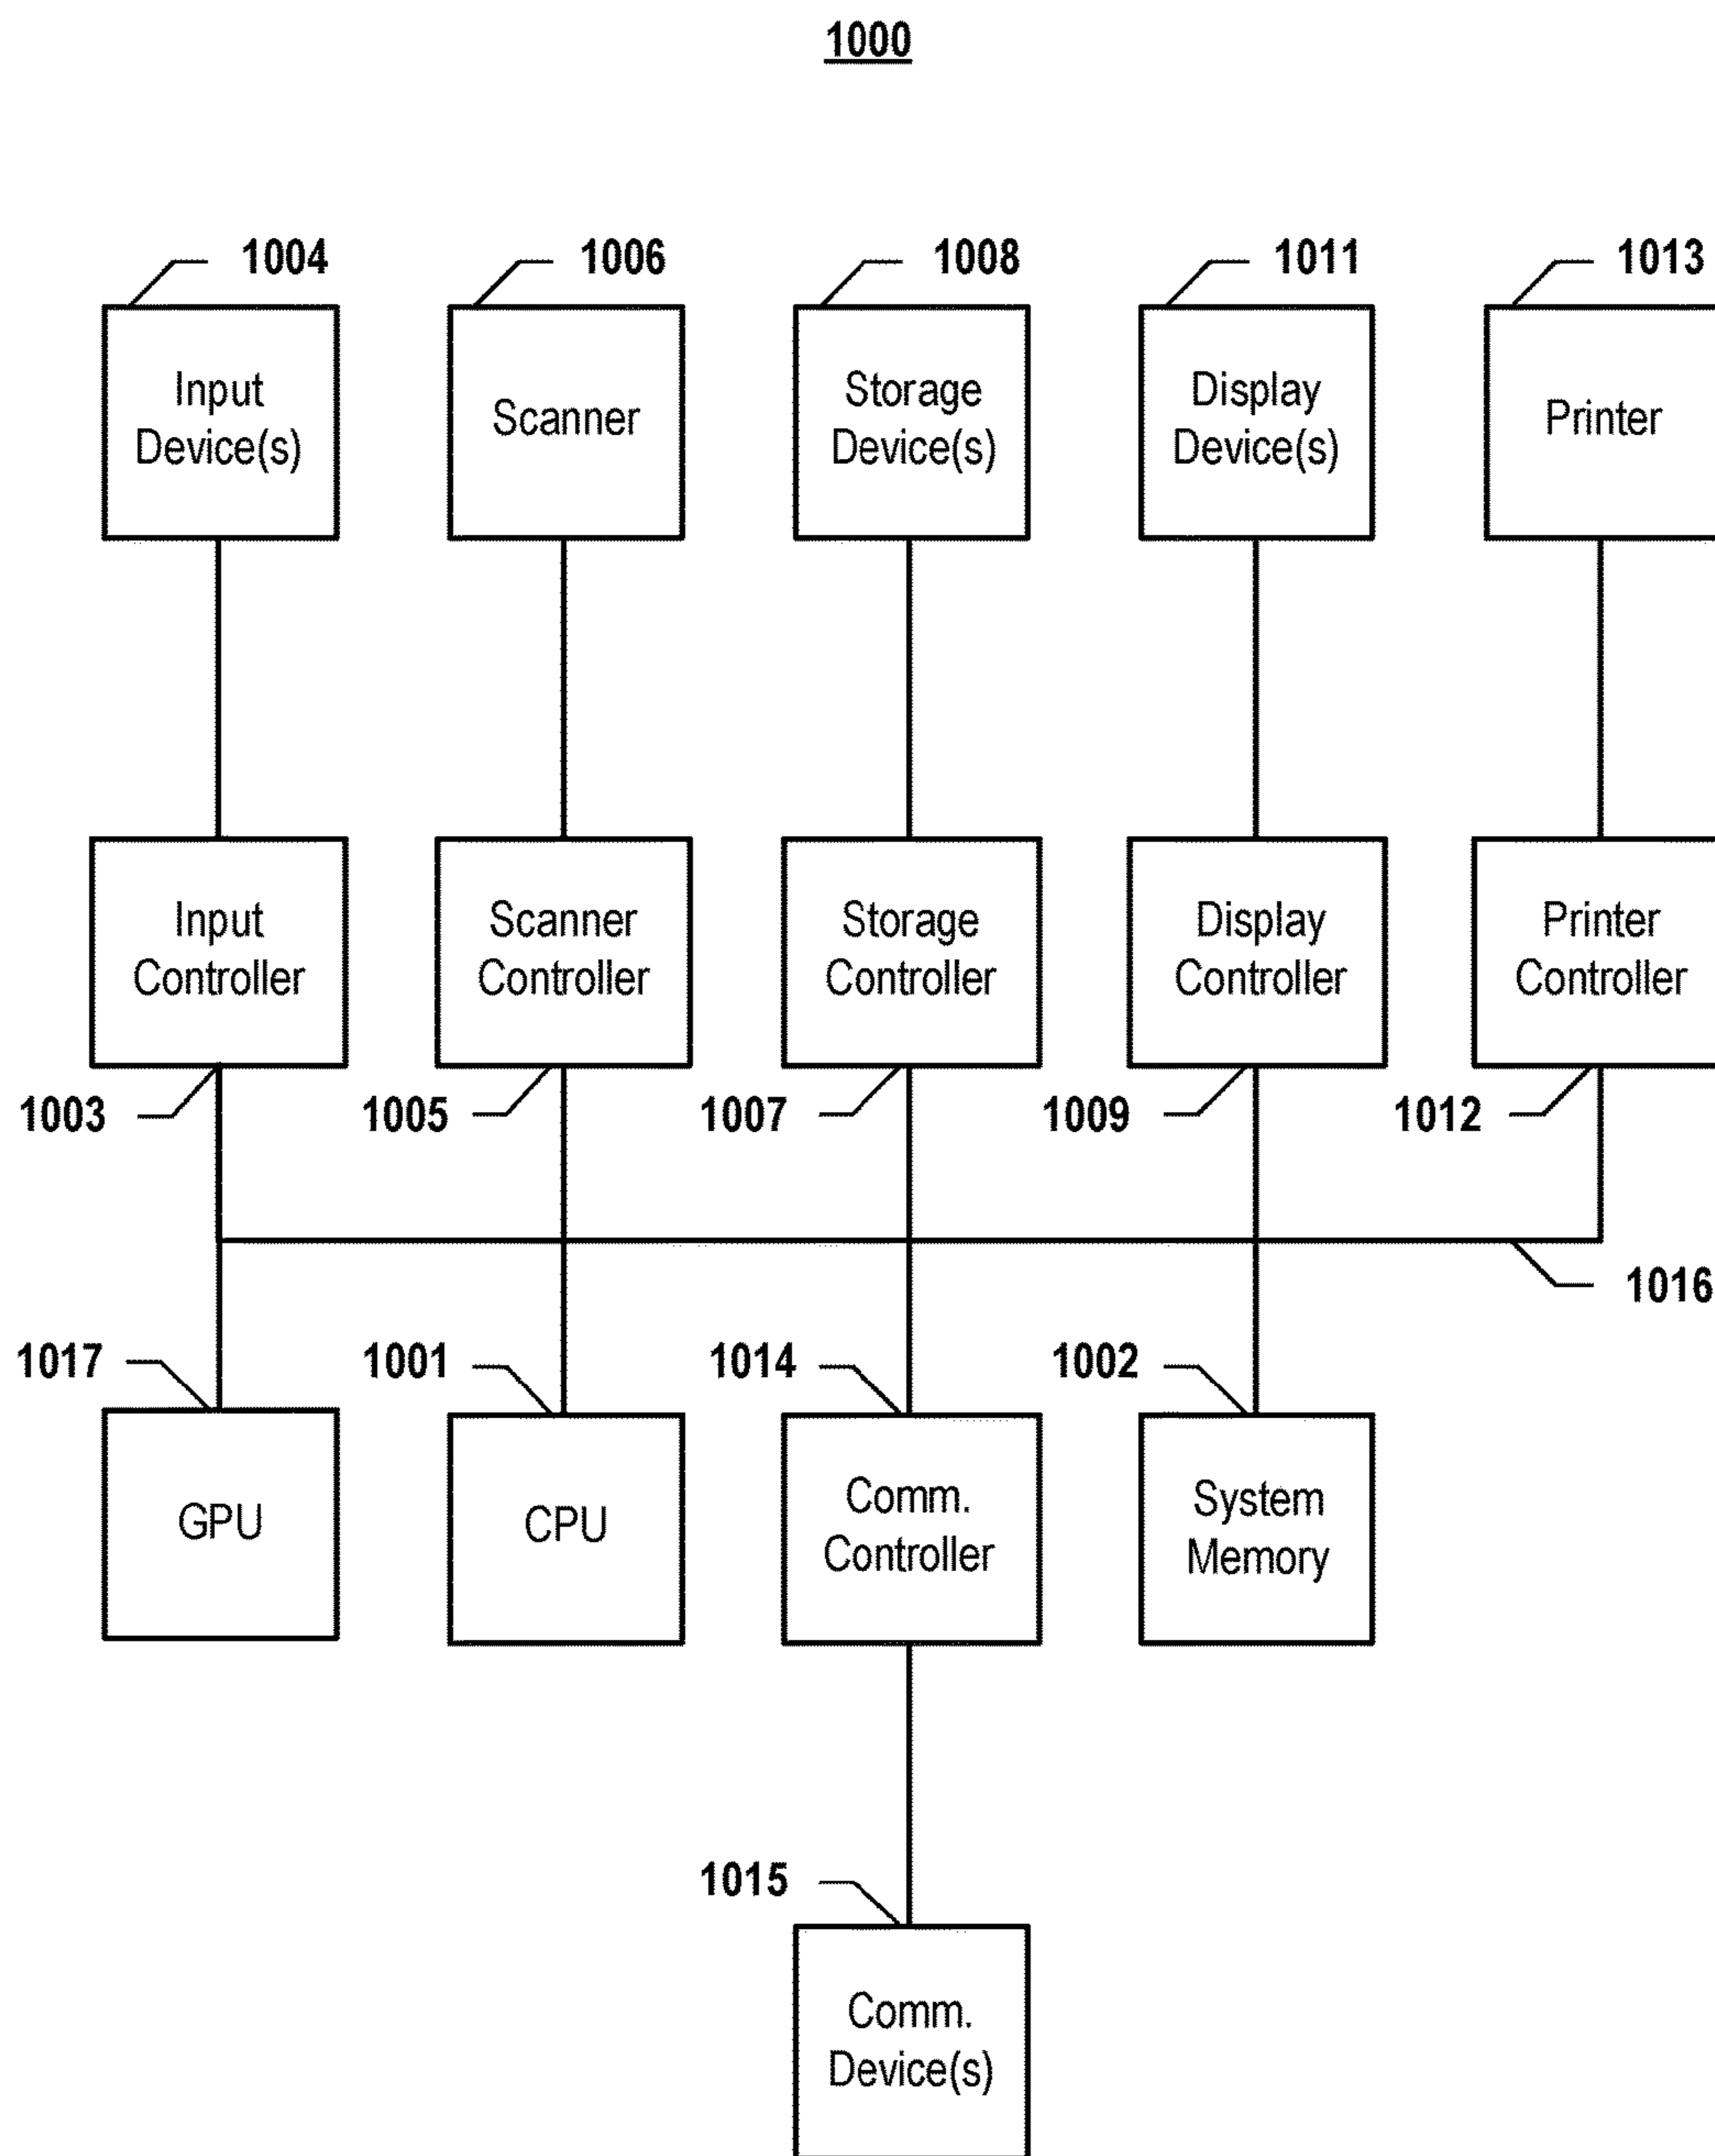 1000
1004
1006
1008
1011
1013
Input
Device(s)
Scanner
Storage
Device(s)
Display
Device(s)
Printer
Input
Controller
Scanner
Controller
Storage
Controller
Display
Controller
Printer
Controller
1003
1005
1007
1009
1012
1016
1017
1001
1014
1002
GPU
CPU
Comm.
Controller
System
Memory
1015
Comm.
Device(s)